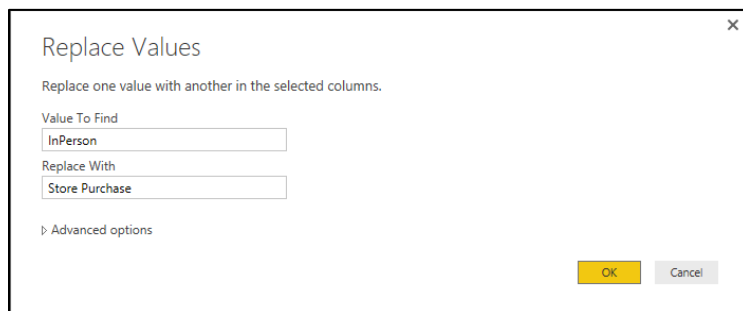 Replace Values
Replace one value with another in the selected columns.
Value To Find
InPerson
Replace With
Store Purchase
Advanced options
OK Cancel